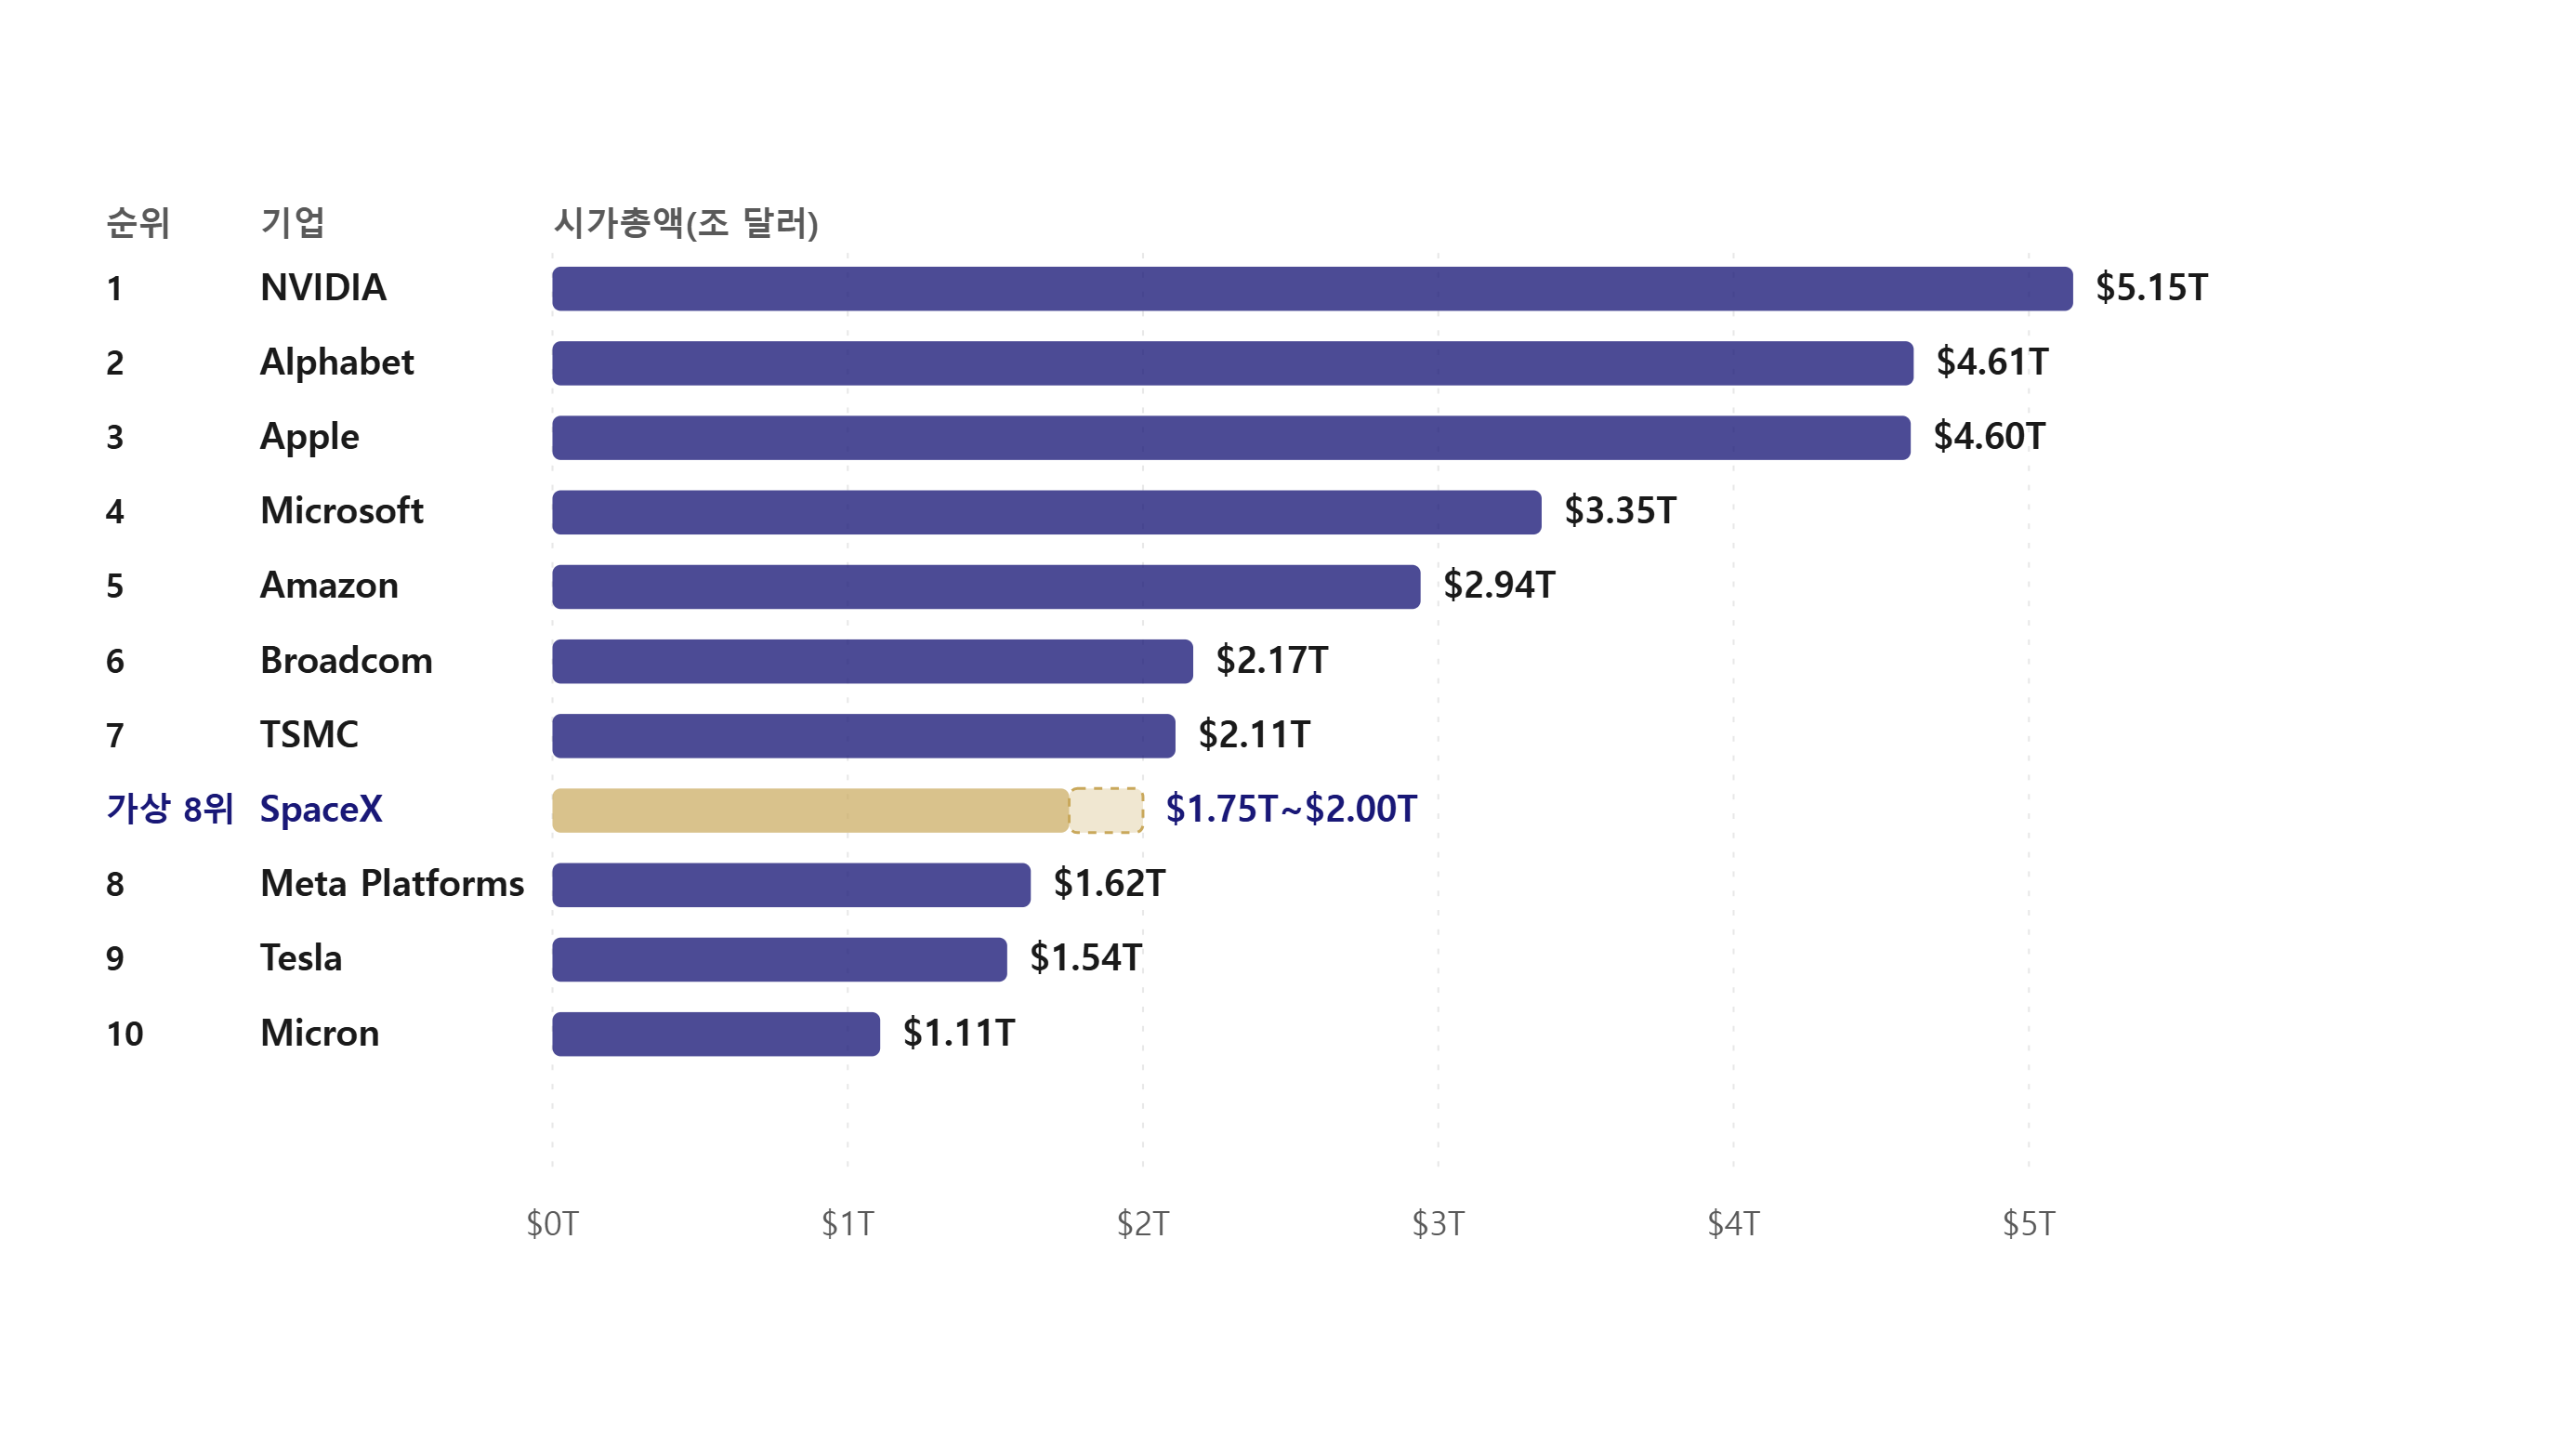 순위 기업 시가총액(조 달러)
1 NVIDIA $5.15T
2 Alphabet $4.61T
3 Apple $4.60T
4 Microsoft $3.35T
5 Amazon $2.94T
6 Broadcom $2.17T
7 TSMC $2.11T
가상 8위 SpaceX $1.75T~$2.00T
8 Meta Platforms $1.62T
9 Tesla $1.54T
10 Micron $1.11T
$0T $1T $2T $3T $4T $5T